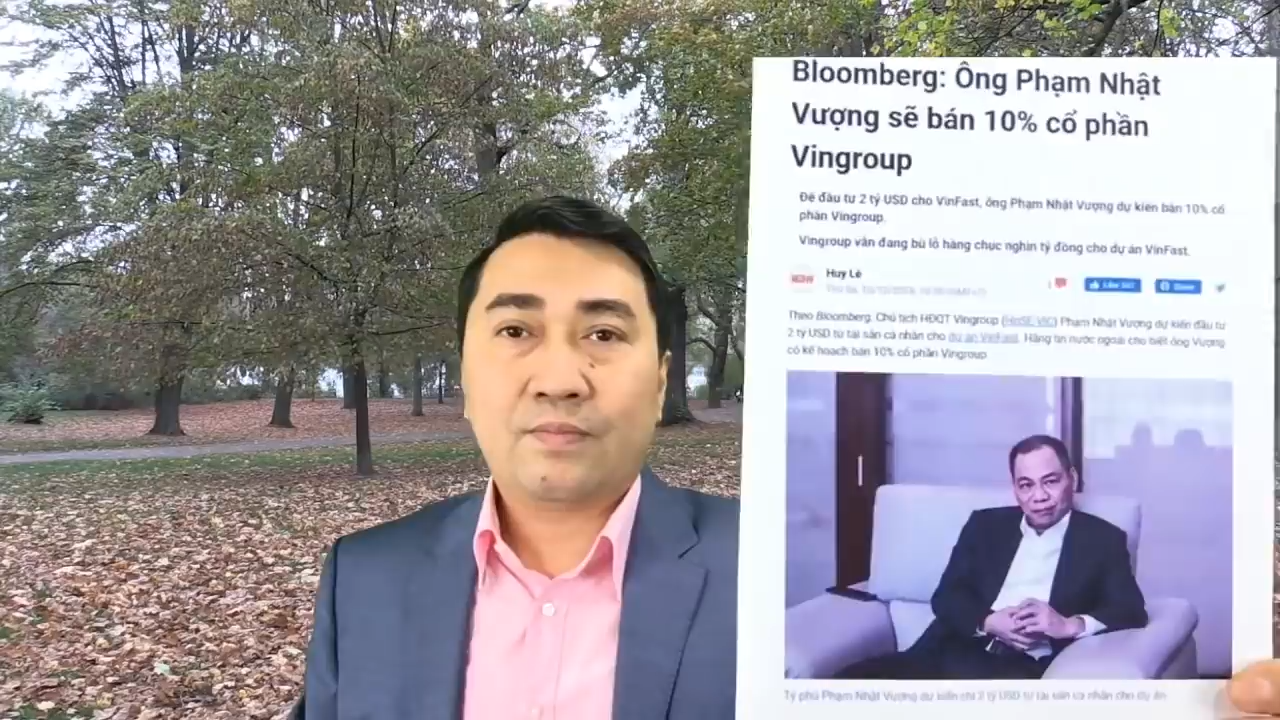 Bloomberg: Ông Phạm Nhật
Vượng sẽ bán 10% cổ phần
Vingroup
Để đầu tư 2 tỷ USD cho VinFast, ông Phạm Nhật Vượng dự kiến bán 10% cổ
phần Vingroup.
Vingroup vẫn đang bù lỗ hàng chục nghìn tỷ đồng cho dự án VinFast.
Huy Lê
Theo Bloomberg, Chủ tịch HĐQT Vingroup (HoSE: VIC) Phạm Nhật Vượng dự kiến đầu tư
2 tỷ USD từ tài sản cá nhân cho dự án VinFast. Hãng tin nước ngoài cho biết ông Vượng
có kế hoạch bán 10% cổ phần Vingroup
Tỷ phú Phạm Nhật Vượng dự kiến chi 2 tỷ USD từ tài sản cá nhân cho dự án